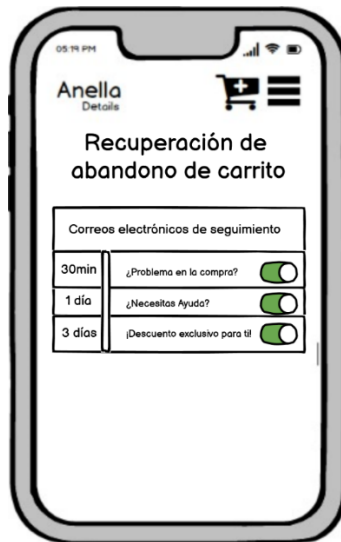 05:19 PM
Anella
Details
Recuperación de
abandono de carrito
Correos electrónicos de seguimiento
30min ¿Problema en la compra?
1 día ¿Necesitas Ayuda?
3 días ¡Descuento exclusivo para ti!